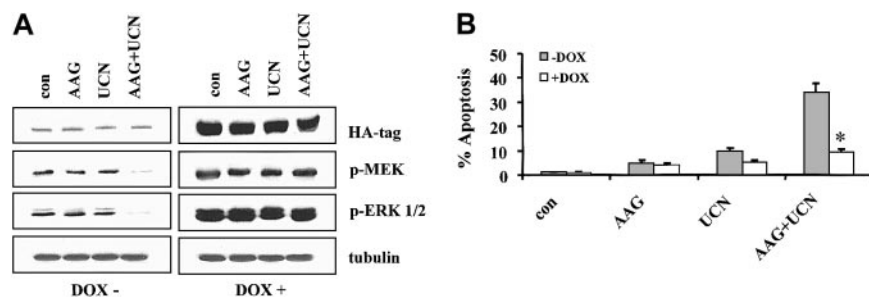 A
con
AAG
UCN
AAG+UCN
con
AAG
UCN
AAG+UCN
HA-tag
p-MEK
p-ERK 1/2
tubulin
DOX -
DOX +
B
% Apoptosis
50
40
30
20
10
0
-DOX
+DOX
*
con
AAG
UCN
AAG+UCN